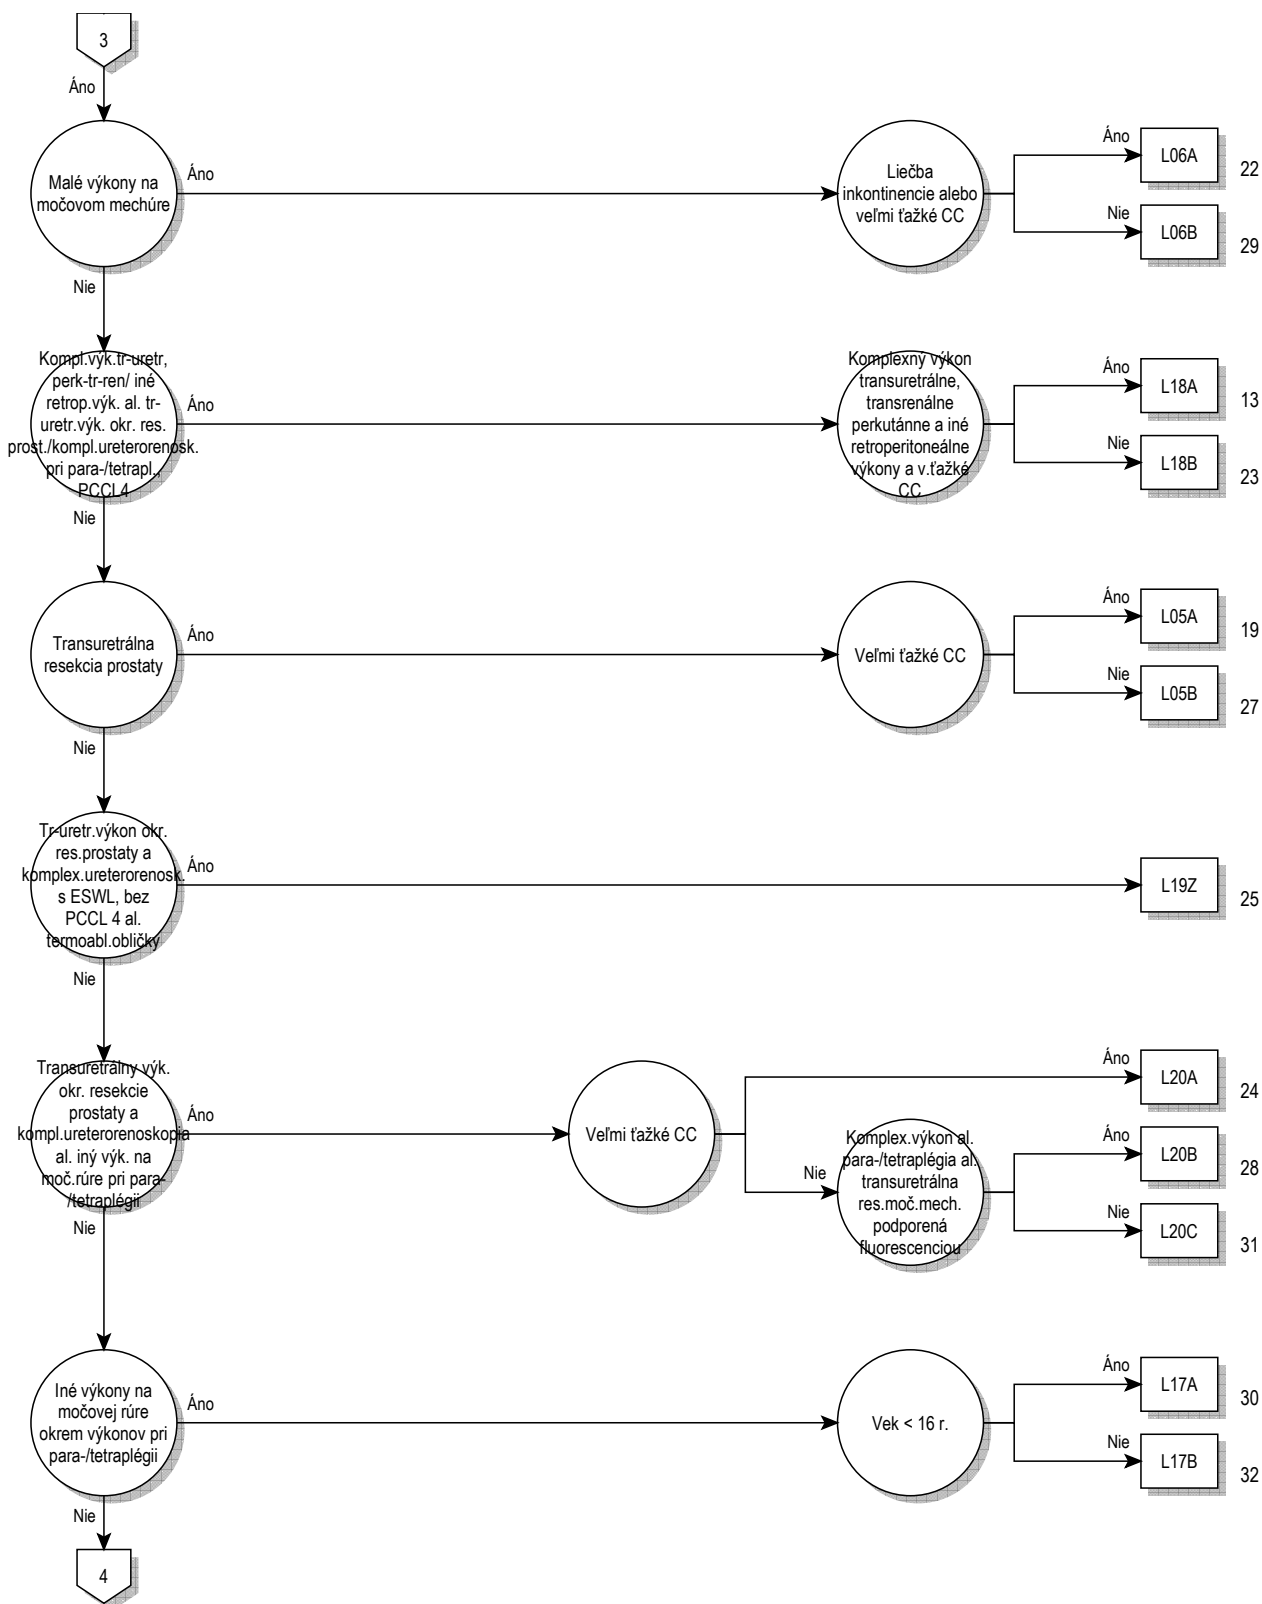 3
Áno
Malé výkony na
močovom mechúre
Áno
Liečba
inkontinencie alebo
veľmi ťažké CC
Áno
L06A
22
Nie
L06B
29
Nie
Kompl.výk.tr-uretr,
perk-tr-ren/ iné
retrop.výk. al. tr-
uretr.výk. okr. res.
prost./kompl.ureterorenosk.
pri para-/tetrapl.,
PCCL4
Áno
Komplexný výkon
transuretrálne,
transrenálne
perkutánne a iné
retroperitoneálne
výkony a v.ťažké
CC
Áno
L18A
13
Nie
L18B
23
Nie
Transuretrálna
resekcia prostaty
Áno
Veľmi ťažké CC
Áno
L05A
19
Nie
L05B
27
Nie
Tr-uretr.výkon okr.
res.prostaty a
komplex.ureterorenosk.
s ESWL, bez
PCCL 4 al.
termoabl.obličky
Áno
L19Z
25
Nie
Transuretrálny výk.
okr. resekcie
prostaty a
kompl.ureterorenoskopia
al. iný výk. na
moč.rúre pri para-
/tetraplégii
Áno
Veľmi ťažké CC
Áno
L20A
24
Nie
Komplex.výkon al.
para-/tetraplégia al.
transuretrálna
res.moč.mech.
podporená
fluorescenciou
Áno
L20B
28
Nie
L20C
31
Nie
Iné výkony na
močovej rúre
okrem výkonov pri
para-/tetraplégii
Áno
Vek < 16 r.
Áno
L17A
30
Nie
L17B
32
Nie
4